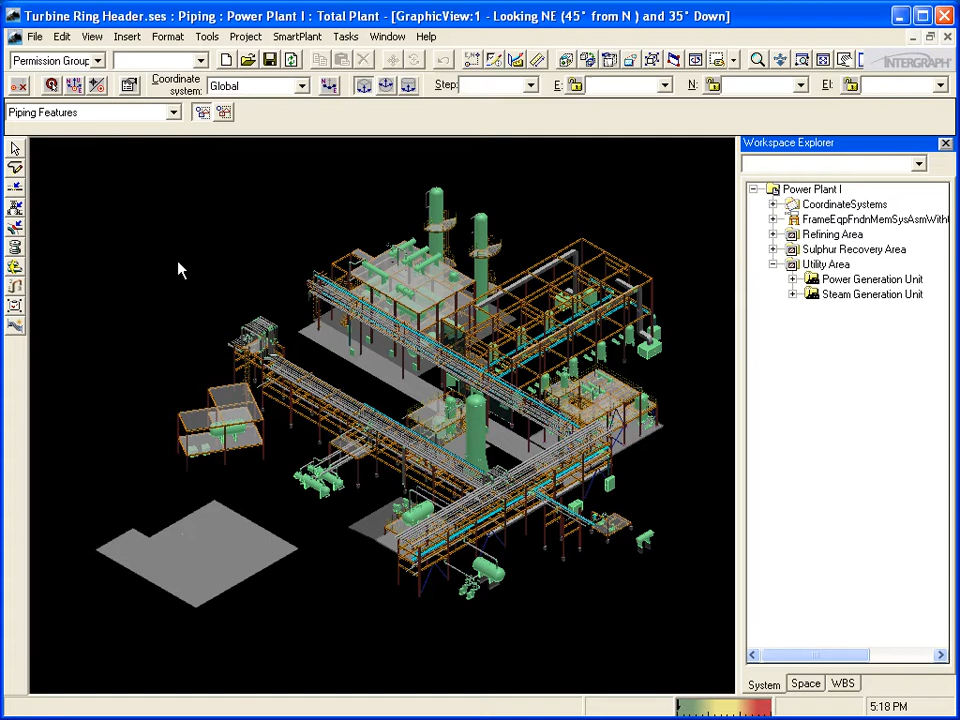 Turbine Ring Header.ses : Piping : Power Plant I : Total Plant - [GraphicView:1 - Looking NE (45° from N ) and 35° Down]
File Edit View Insert Format Tools Project SmartPlant Tasks Window Help
Permission Group INTERGRAPH
Coordinate system: Global Step: E: N: El:
Piping Features
Workspace Explorer
Power Plant I
CoordinateSystems
FrameEqpFndnMemSysAsmWith
Refining Area
Sulphur Recovery Area
Utility Area
Power Generation Unit
Steam Generation Unit
System Space WBS
5:18 PM